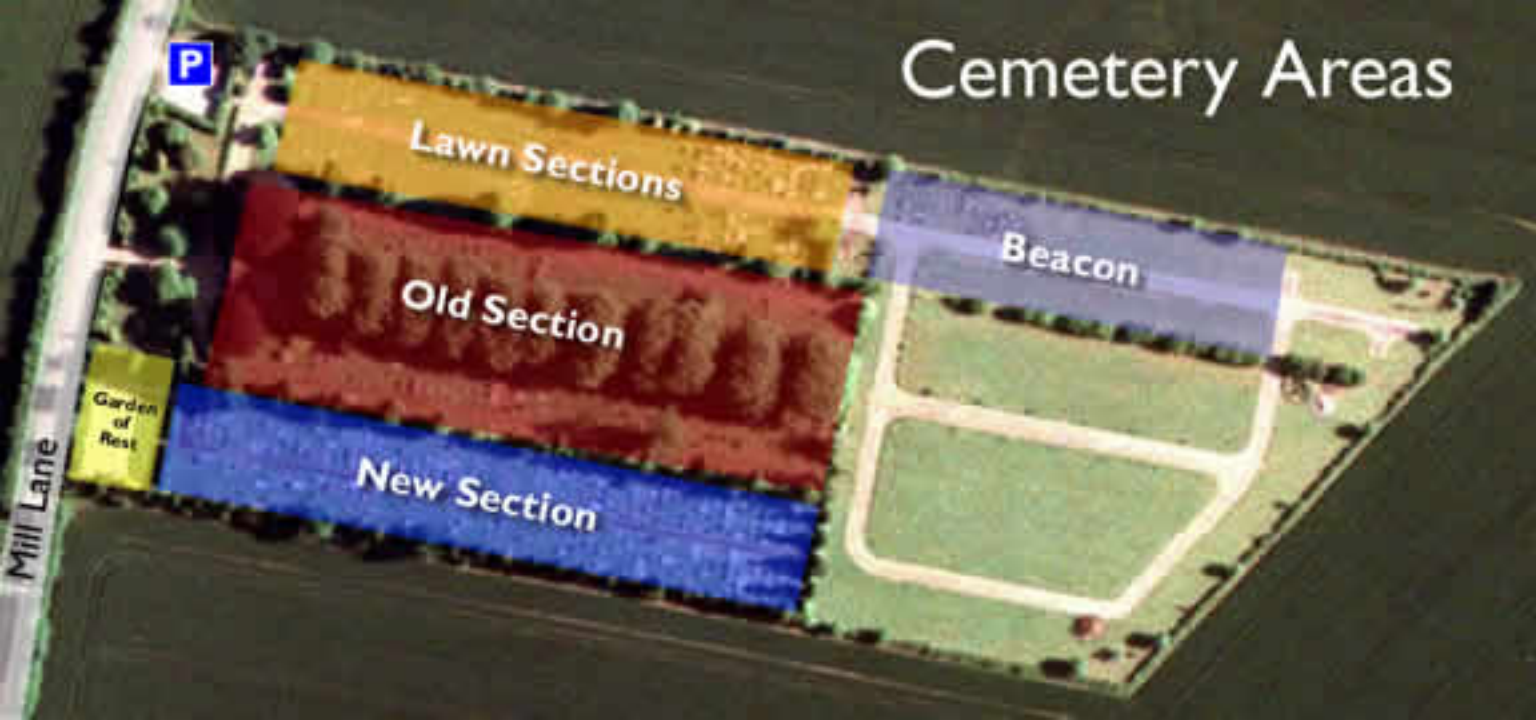 P
Cemetery Areas
Lawn Sections
Beacon
Old Section
Garden
of
Rest
New Section
Mill Lane